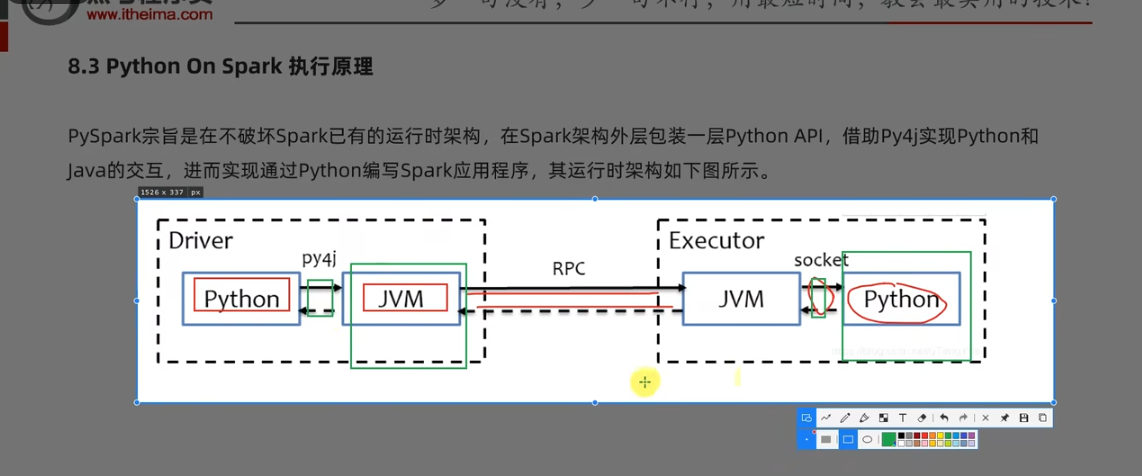 www.itheima.com
8.3 Python On Spark 执行原理
PySpark宗旨是在不破坏Spark已有的运行时架构，在Spark架构外层包装一层Python API，借助Py4j实现Python和
Java的交互，进而实现通过Python编写Spark应用程序，其运行时架构如下图所示。
1526 x 337 px
Driver
py4j
Python
JVM
RPC
Executor
socket
JVM
Python